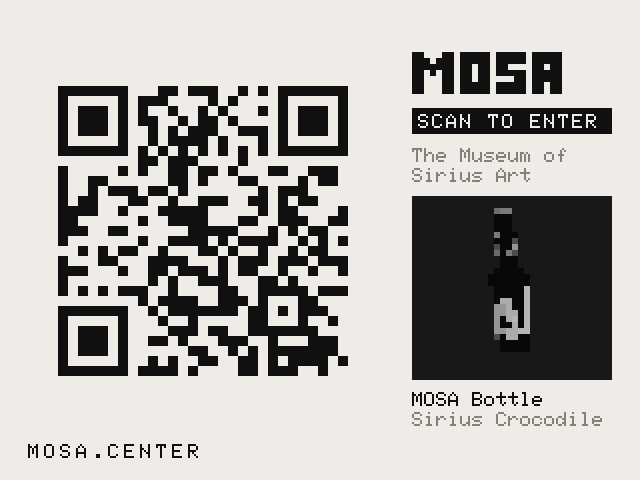 MOSA
SCAN TO ENTER
The Museum of
Sirius Art
MOSA Bottle
Sirius Crocodile
MOSA.CENTER